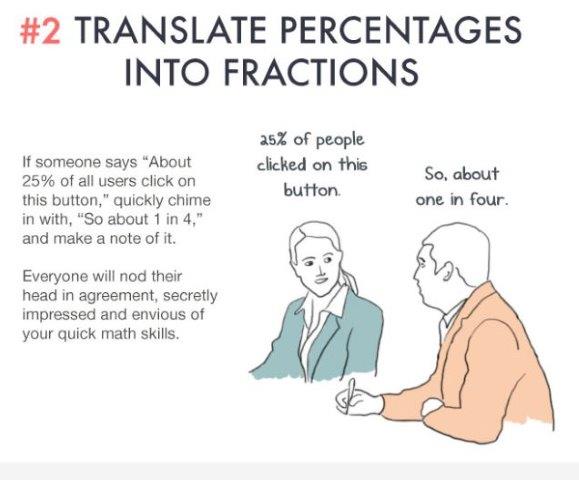 #2 TRANSLATE PERCENTAGES
INTO FRACTIONS
If someone says “About
25% of all users click on
this button,” quickly chime
in with, “So about 1 in 4,”
and make a note of it.
Everyone will nod their
head in agreement, secretly
impressed and envious of
your quick math skills.
25% of people
clicked on this
button.
So, about
one in four.